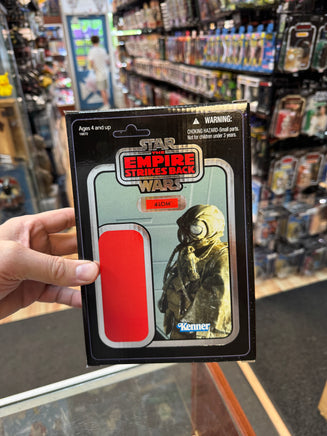 Ages 4 and up
WARNING:
CHOKING HAZARD-Small parts.
Not for children under 3 years.
STAR
THE
EMPIRE
STRIKES BACK
WARS
4-LOM
Kenner